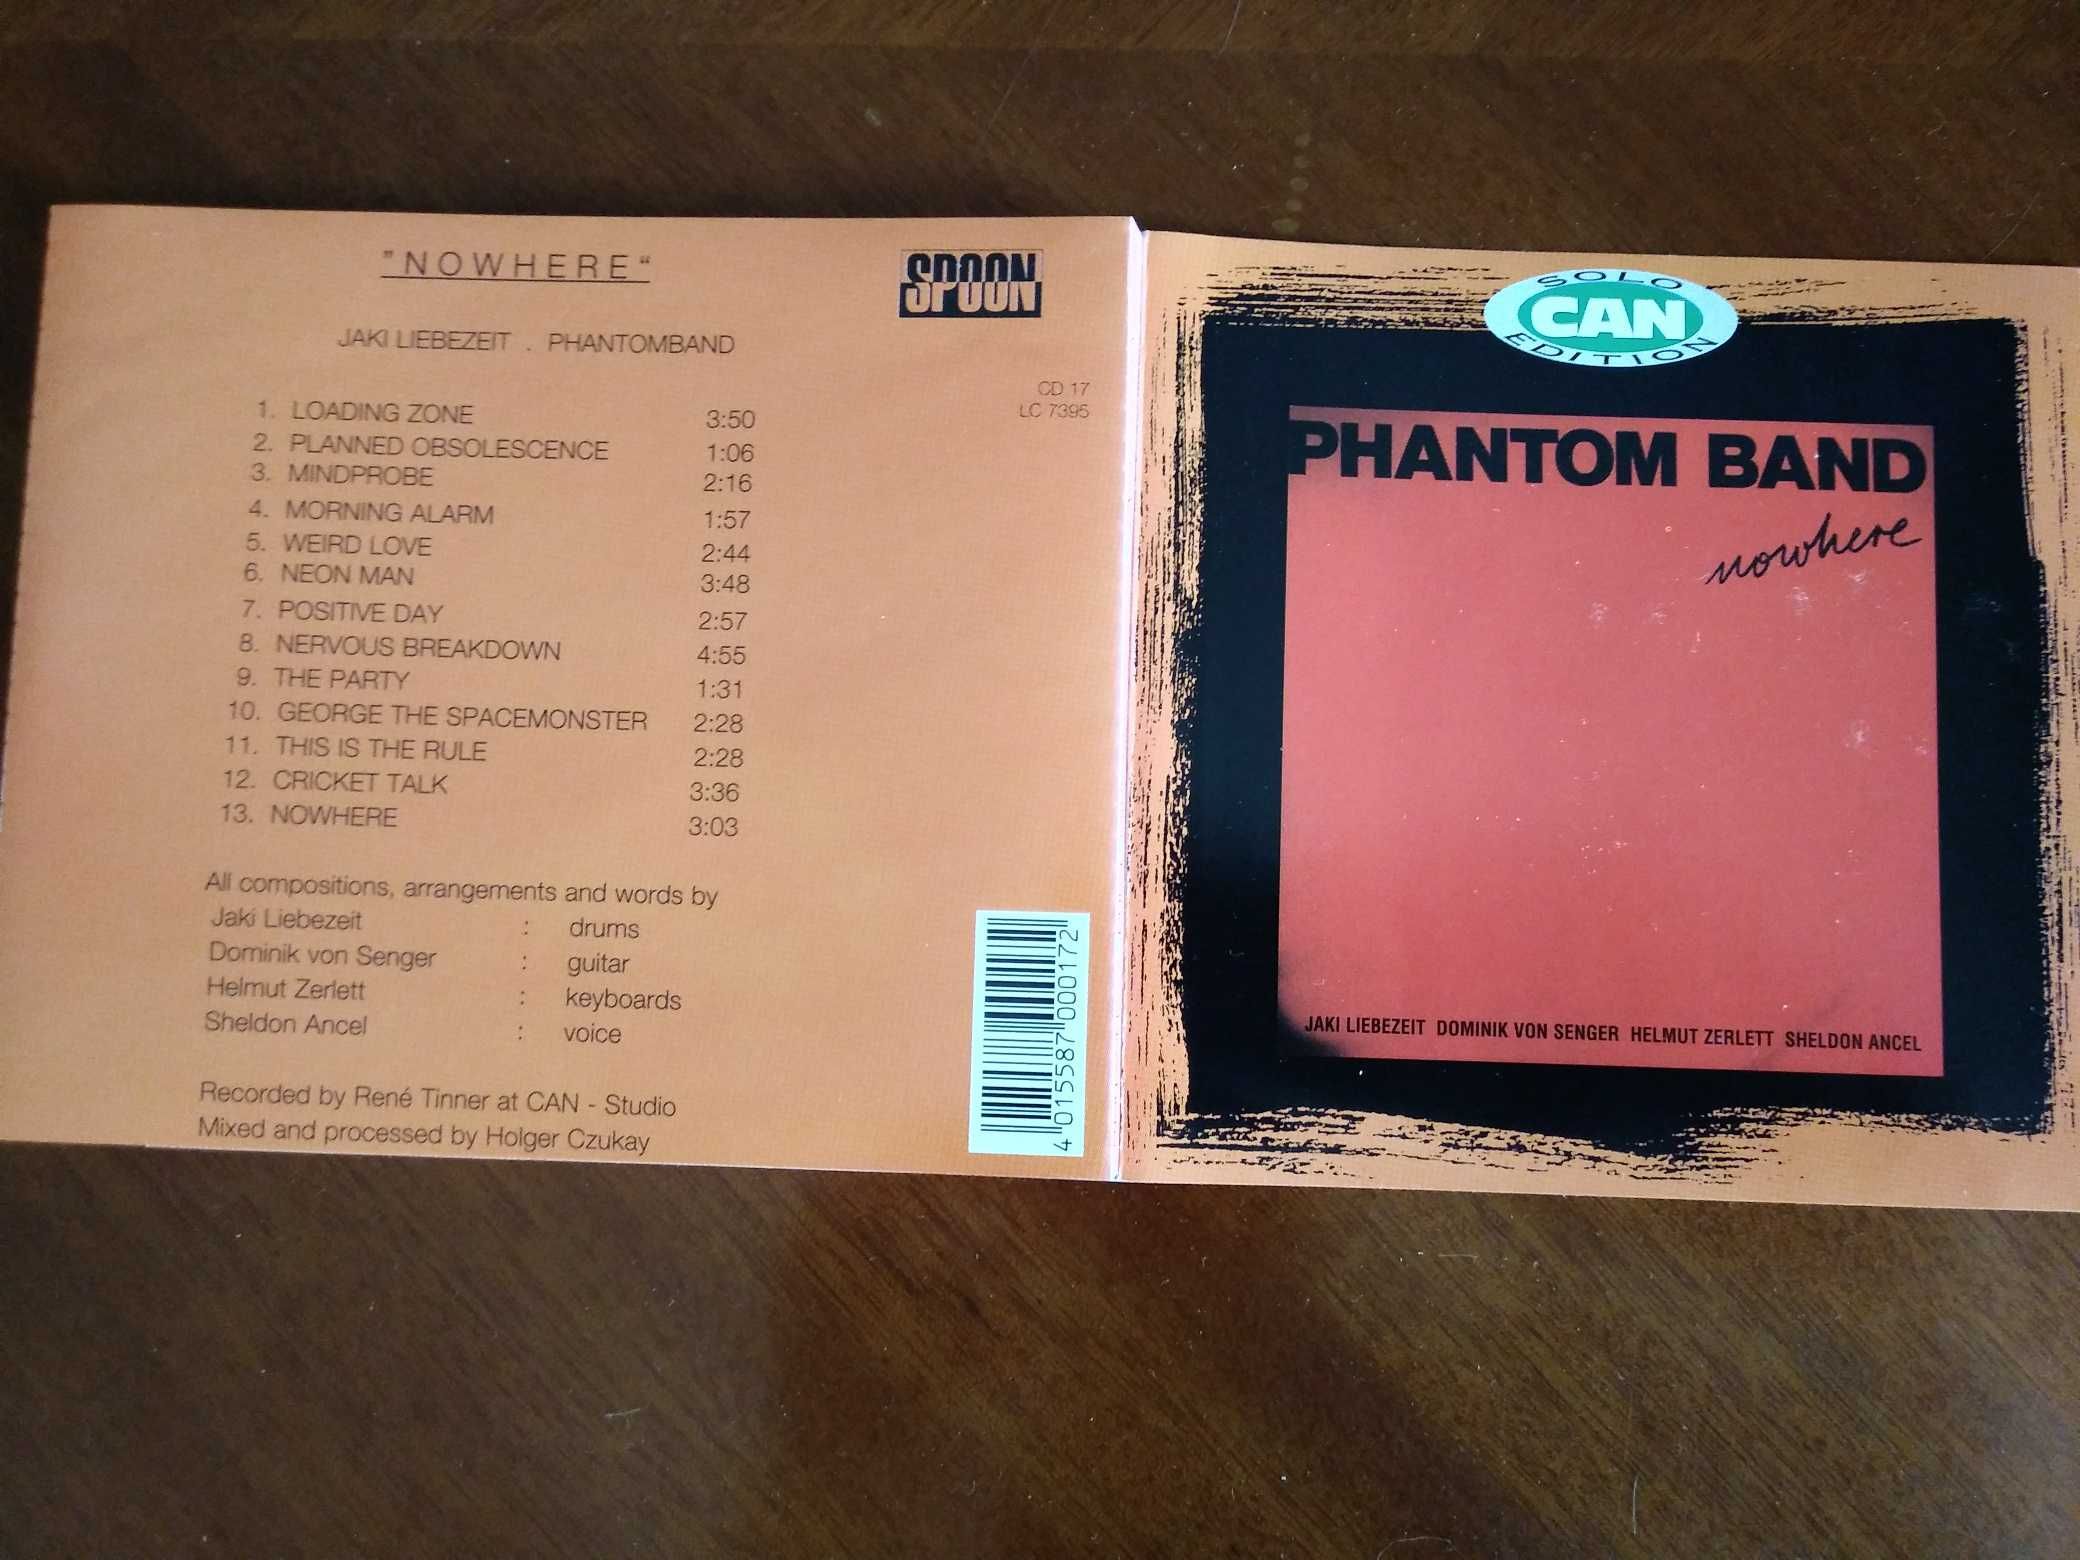 "NOWHERE"
SPOON
JAKI LIEBEZEIT . PHANTOMBAND
CD 17
LC 7395
1. LOADING ZONE 3:50
2. PLANNED OBSOLESCENCE 1:06
3. MINDPROBE 2:16
4. MORNING ALARM 1:57
5. WEIRD LOVE 2:44
6. NEON MAN 3:48
7. POSITIVE DAY 2:57
8. NERVOUS BREAKDOWN 4:55
9. THE PARTY 1:31
10. GEORGE THE SPACEMONSTER 2:28
11. THIS IS THE RULE 2:28
12. CRICKET TALK 3:36
13. NOWHERE 3:03
All compositions, arrangements and words by
Jaki Liebezeit : drums
Dominik von Senger : guitar
Helmut Zerlett : keyboards
Sheldon Ancel : voice
Recorded by René Tinner at CAN - Studio
Mixed and processed by Holger Czukay
4 015587 000172
SOLO
CAN
EDITION
PHANTOM BAND
nowhere
JAKI LIEBEZEIT DOMINIK VON SENGER HELMUT ZERLETT SHELDON ANCEL